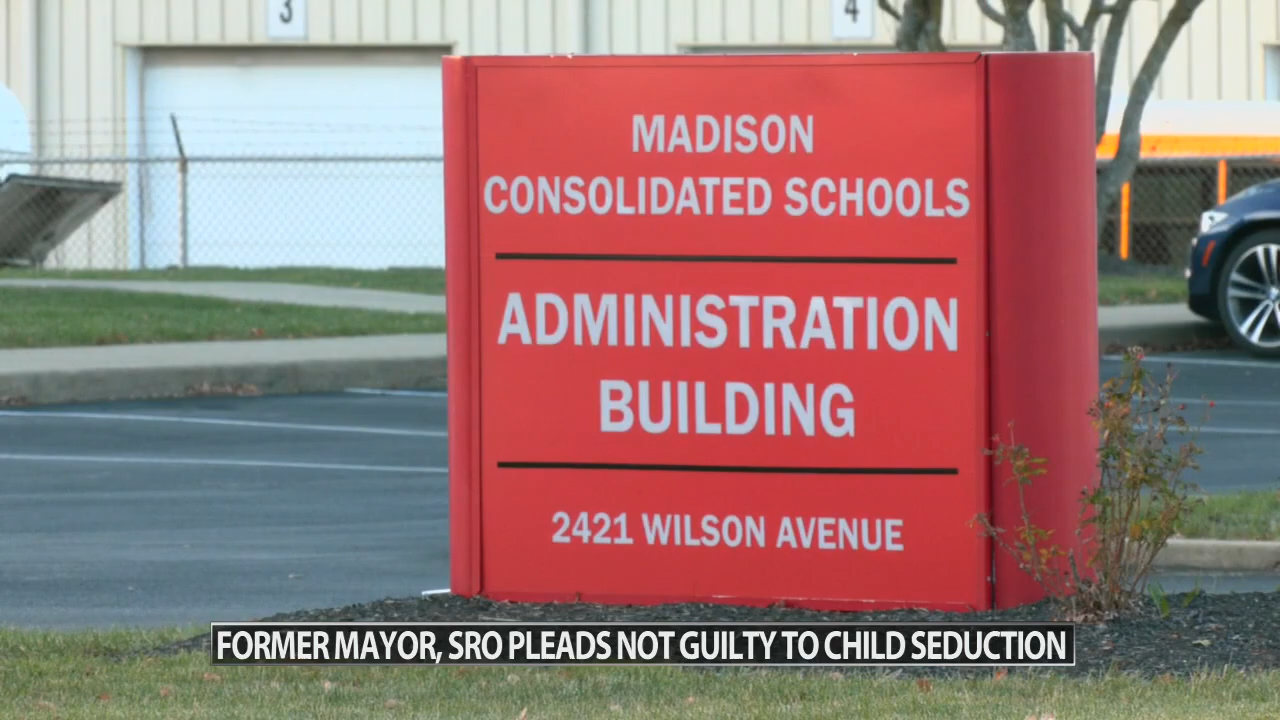 3
4
MADISON
CONSOLIDATED SCHOOLS
ADMINISTRATION
BUILDING
2421 WILSON AVENUE
FORMER MAYOR, SRO PLEADS NOT GUILTY TO CHILD SEDUCTION